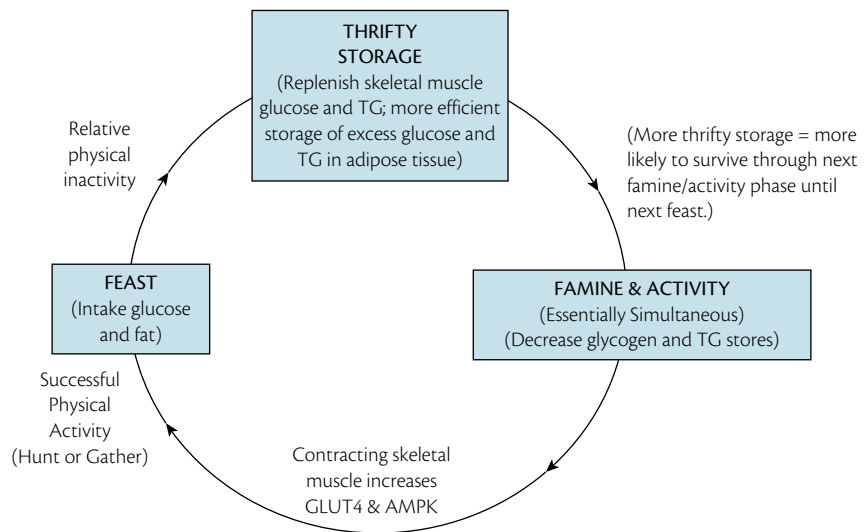 THRIFTY
STORAGE
(Replenish skeletal muscle
glucose and TG; more efficient
storage of excess glucose and
TG in adipose tissue)
Relative
physical
inactivity
(More thrifty storage = more
likely to survive through next
famine/activity phase until
next feast.)
FEAST
(Intake glucose
and fat)
FAMINE & ACTIVITY
(Essentially Simultaneous)
(Decrease glycogen and TG stores)
Successful
Physical
Activity
(Hunt or Gather)
Contracting skeletal
muscle increases
GLUT4 & AMPK